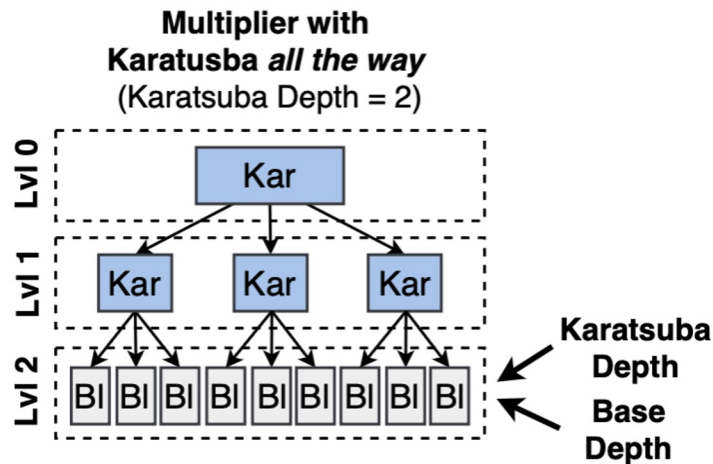 Multiplier with
Karatusba all the way
(Karatsuba Depth = 2)
Lvl 0
Kar
Lvl 1
Kar Kar Kar
Lvl 2
Bl Bl Bl Bl Bl Bl Bl Bl Bl
Karatsuba
Depth
Base
Depth